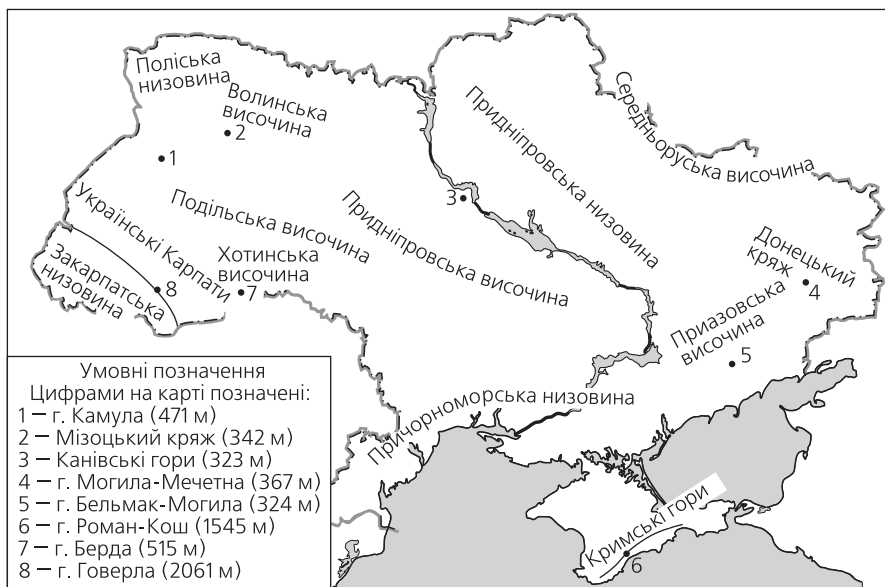 Поліська
низовина
Волинська
височина
2
1
Придніпровська низовина
Середньоруська височина
3
Подільська височина
Придніпровська височина
Українські Карпати
Закарпатська
низовина
8
Хотинська
височина
7
Донецький
кряж
4
Приазовська
височина
5
Причорноморська низовина
Кримські гори
6
Умовні позначення
Цифрами на карті позначені:
1 – г. Камула (471 м)
2 – Мізоцький кряж (342 м)
3 – Канівські гори (323 м)
4 – г. Могила-Мечетна (367 м)
5 – г. Бельмак-Могила (324 м)
6 – г. Роман-Кош (1545 м)
7 – г. Берда (515 м)
8 – г. Говерла (2061 м)